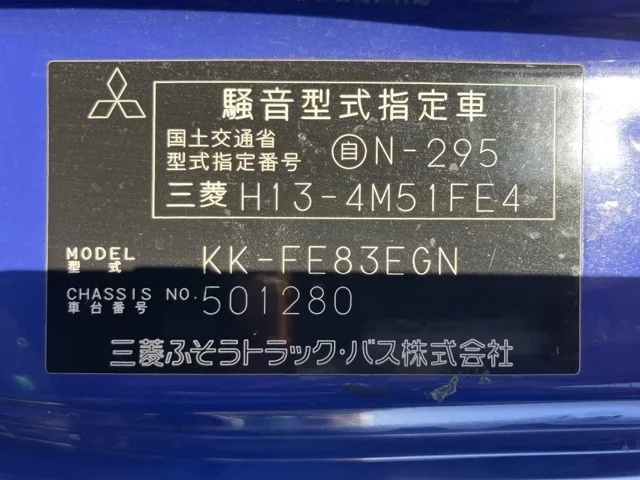 騒音型式指定車
国土交通省
型式指定番号 自N-295
三菱 H13-4M51FE4
MODEL
型式 KK-FE83EGN
CHASSIS NO.
車台番号 501280
三菱ふそうトラック・バス株式会社